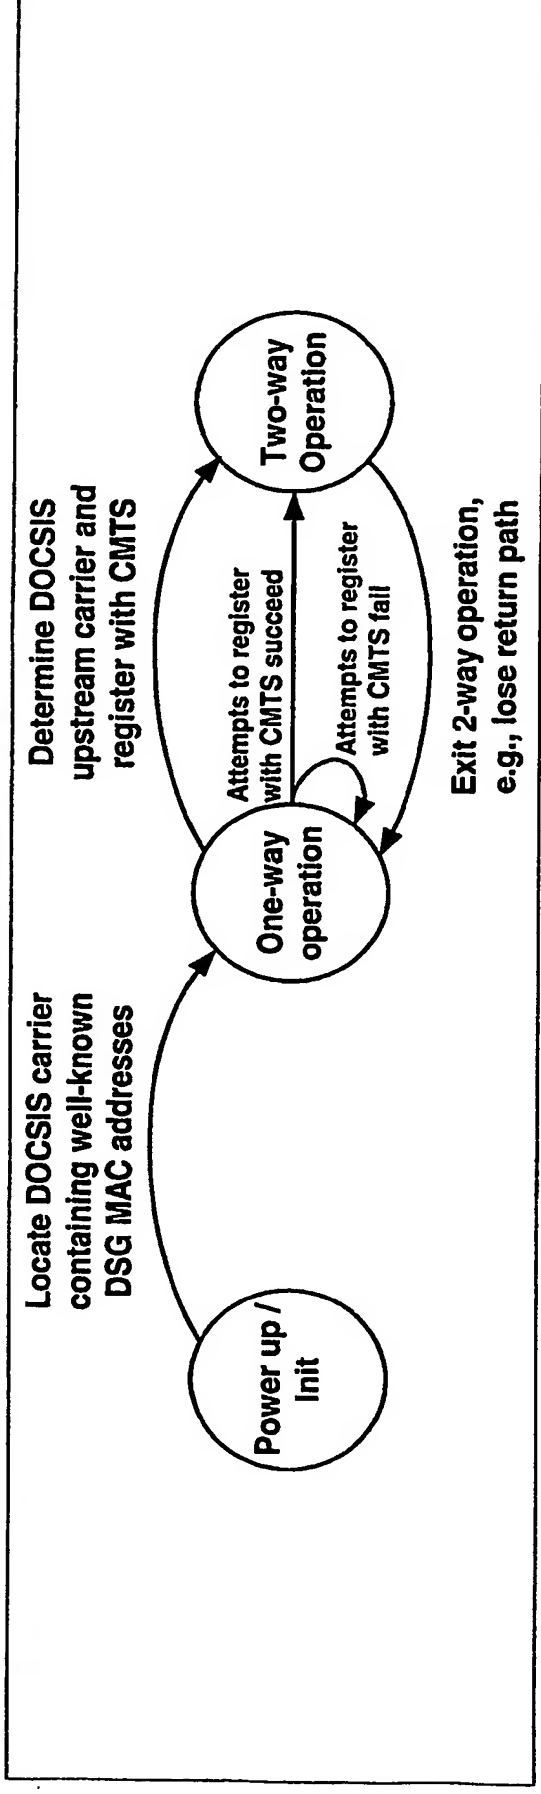 Locate DOCSIS carrier
containing well-known
DSG MAC addresses
Determine DOCSIS
upstream carrier and
register with CMTS
Power up /
Init
One-way
operation
Attempts to register
with CMTS succeed
Attempts to register
with CMTS fail
Two-way
Operation
Exit 2-way operation,
e.g., lose return path